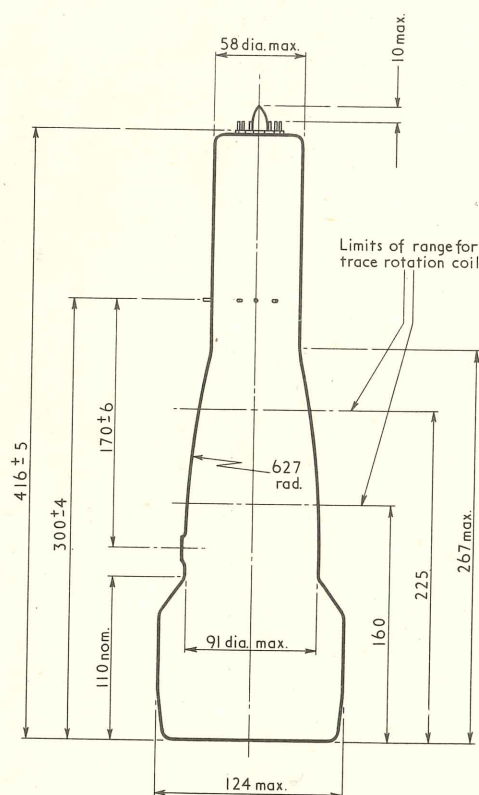 58 dia. max.
10 max.
Limits of range for
trace rotation coil
416 ± 5
300 ± 4
170 ± 6
627
rad.
267 max.
225
160
110 nom.
91 dia. max.
124 max.